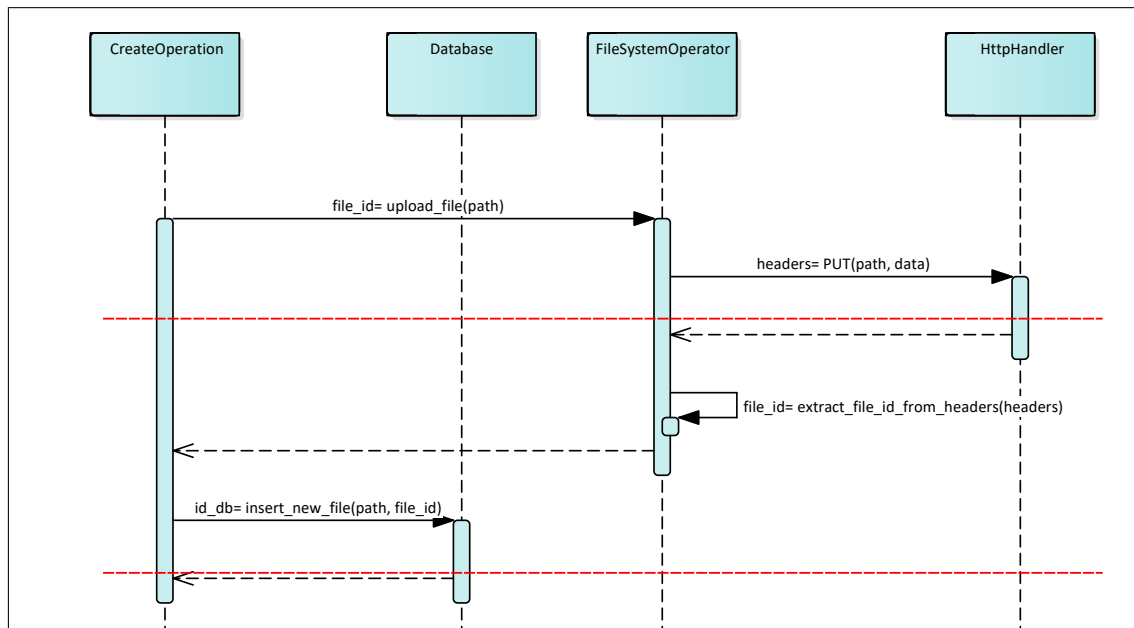 CreateOperation
Database
FileSystemOperator
HttpHandler
file_id= upload_file(path)
headers= PUT(path, data)
file_id= extract_file_id_from_headers(headers)
id_db= insert_new_file(path, file_id)